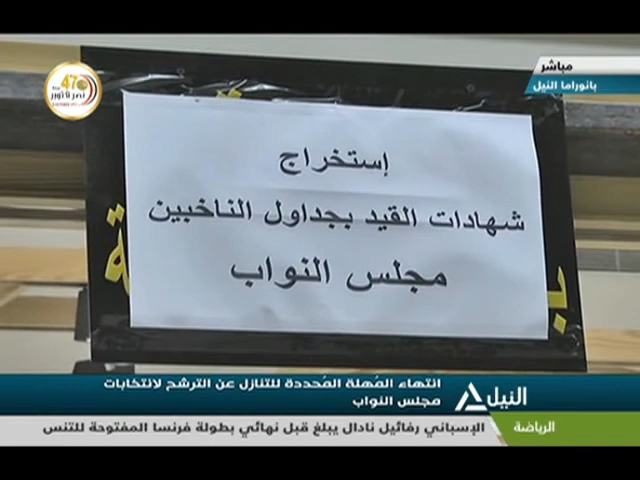 مباشر
بانوراما النيل
47
إستخراج
شهادات القيد بجداول الناخبين
مجلس النواب
انتهاء المُهلة المُحددة للتنازل عن الترشح لانتخابات
مجلس النواب
النيل
الرياضة
الإسباني رفائيل نادال يبلغ قبل نهائي بطولة فرنسا المفتوحة للتنس